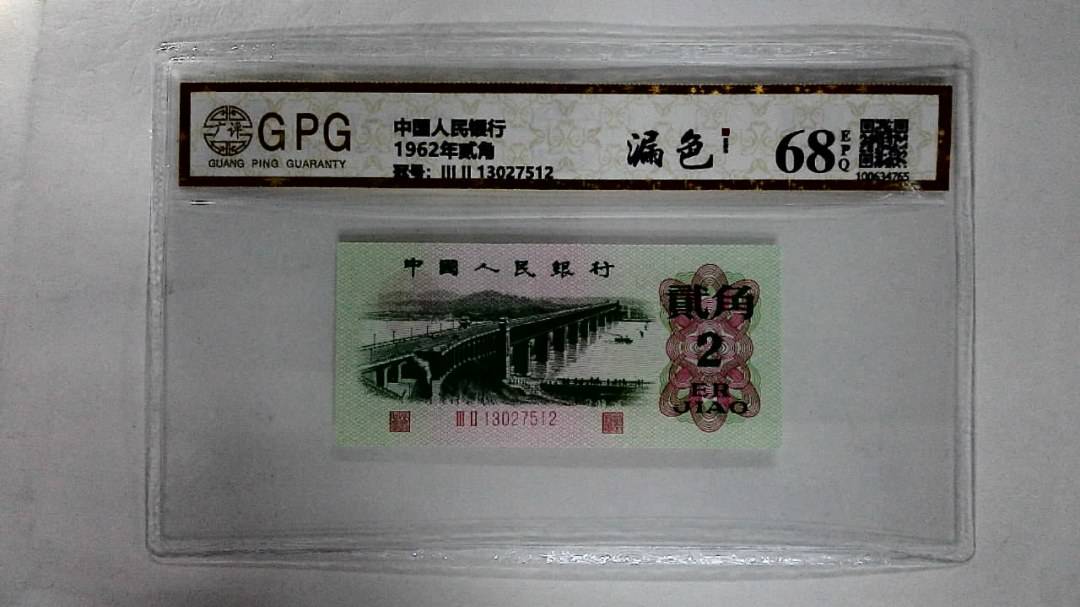 广评
GPG
GUANG PING GUARANTY
中国人民银行
1962年贰角
冠号: III II 13027512
漏色
68
EPQ
100634765
中國人民銀行
貳角
2
ER
JIAO
III II 13027512